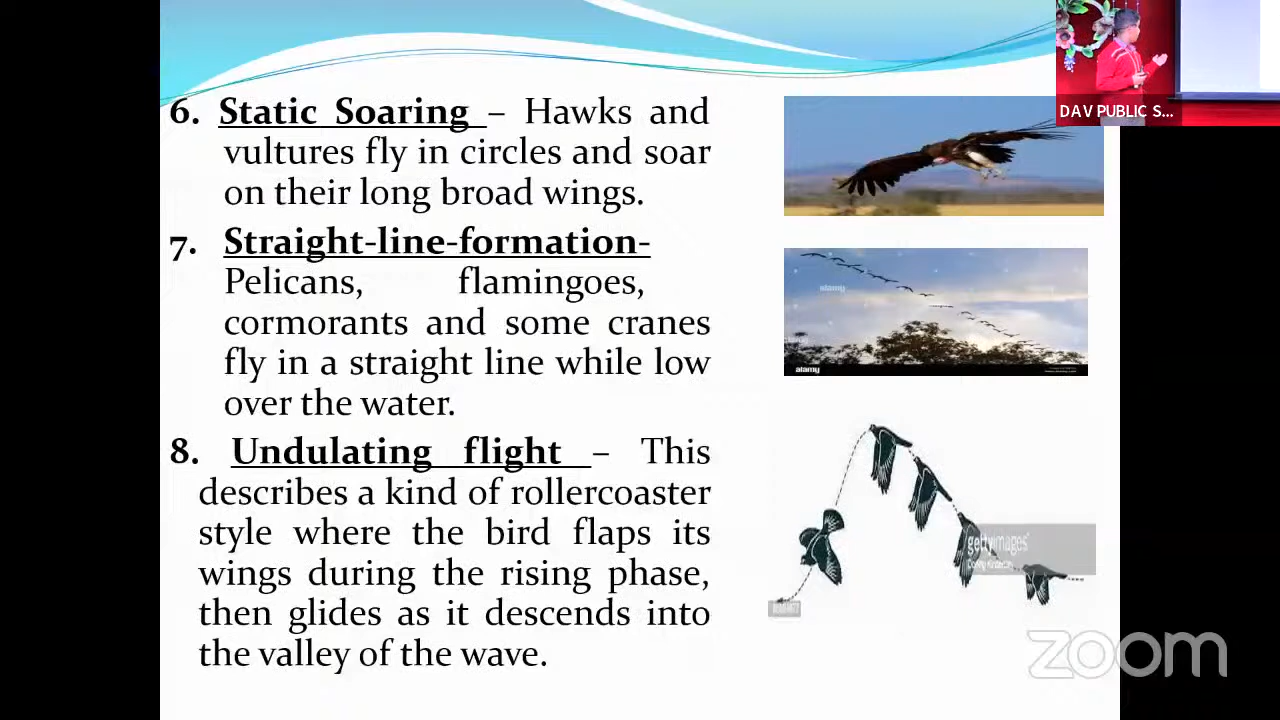 DAV PUBLIC S...
6. Static Soaring – Hawks and
vultures fly in circles and soar
on their long broad wings.
7. Straight-line-formation-
Pelicans, flamingoes,
cormorants and some cranes
fly in a straight line while low
over the water.
8. Undulating flight – This
describes a kind of rollercoaster
style where the bird flaps its
wings during the rising phase,
then glides as it descends into
the valley of the wave.
alamy
alamy
gettyimages
zoom